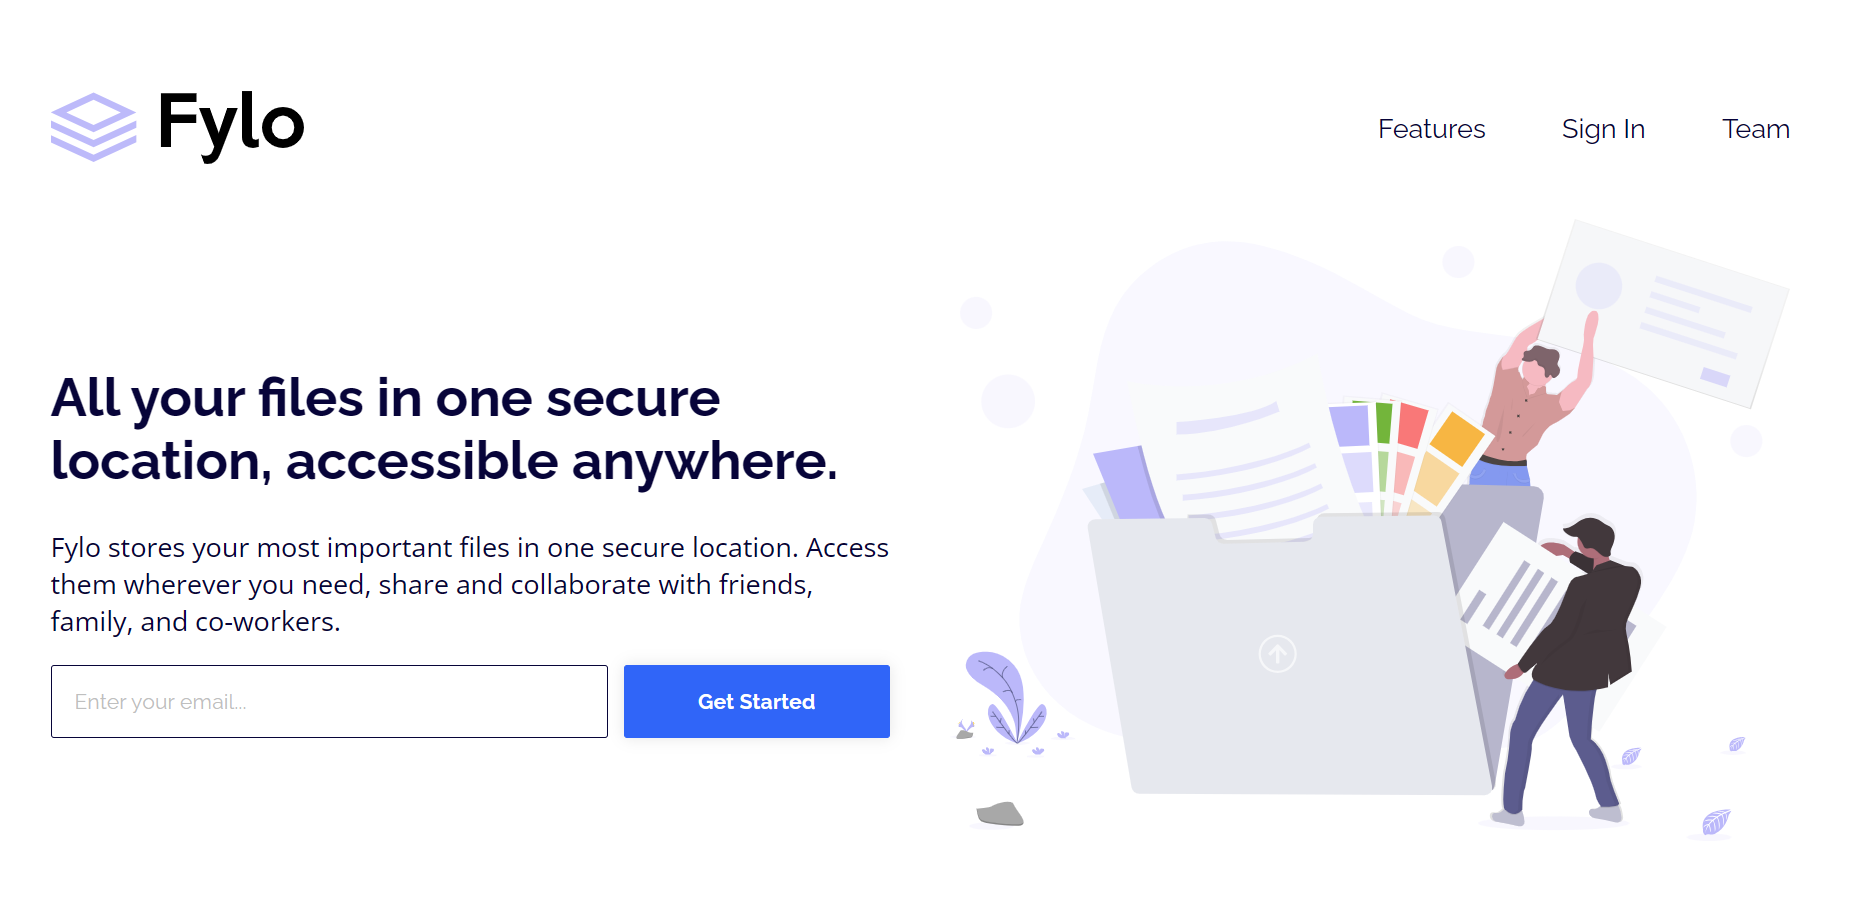 Fylo
Features
Sign In
Team
All your files in one secure
location, accessible anywhere.
Fylo stores your most important files in one secure location. Access
them wherever you need, share and collaborate with friends,
family, and co-workers.
Enter your email...
Get Started